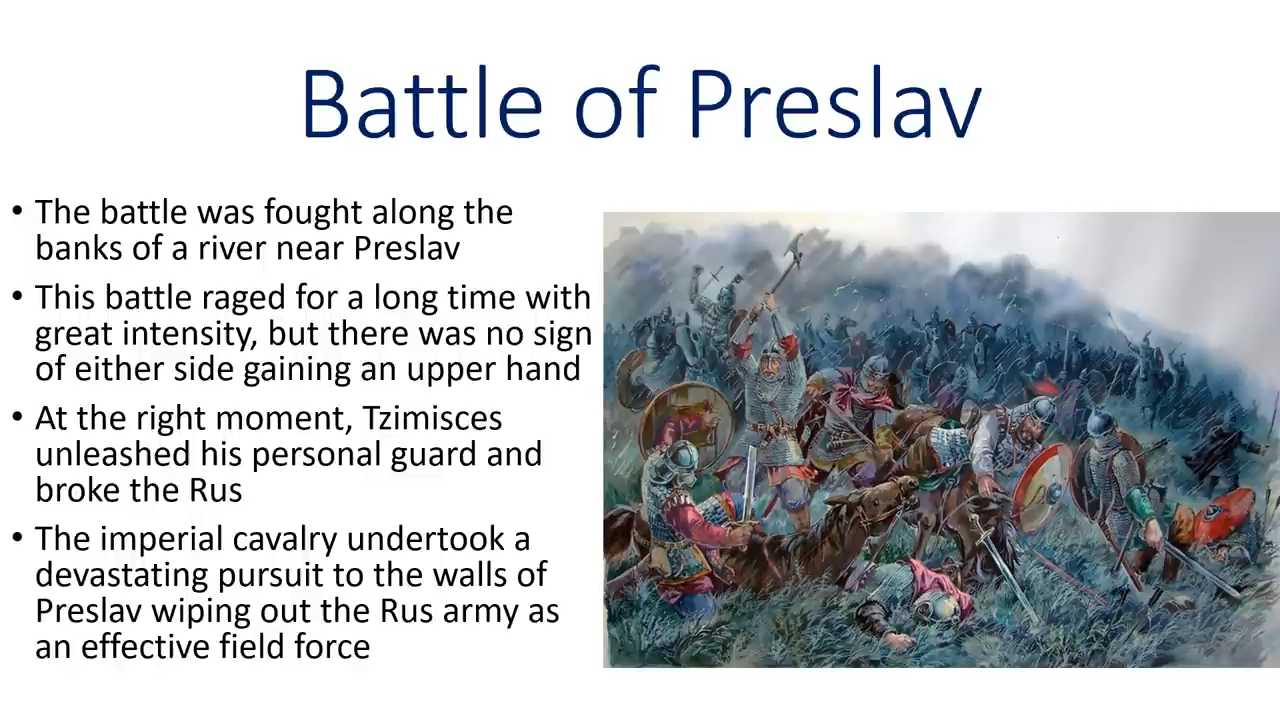 Battle of Preslav
• The battle was fought along the
banks of a river near Preslav
• This battle raged for a long time with
great intensity, but there was no sign
of either side gaining an upper hand
• At the right moment, Tzimisces
unleashed his personal guard and
broke the Rus
• The imperial cavalry undertook a
devastating pursuit to the walls of
Preslav wiping out the Rus army as
an effective field force